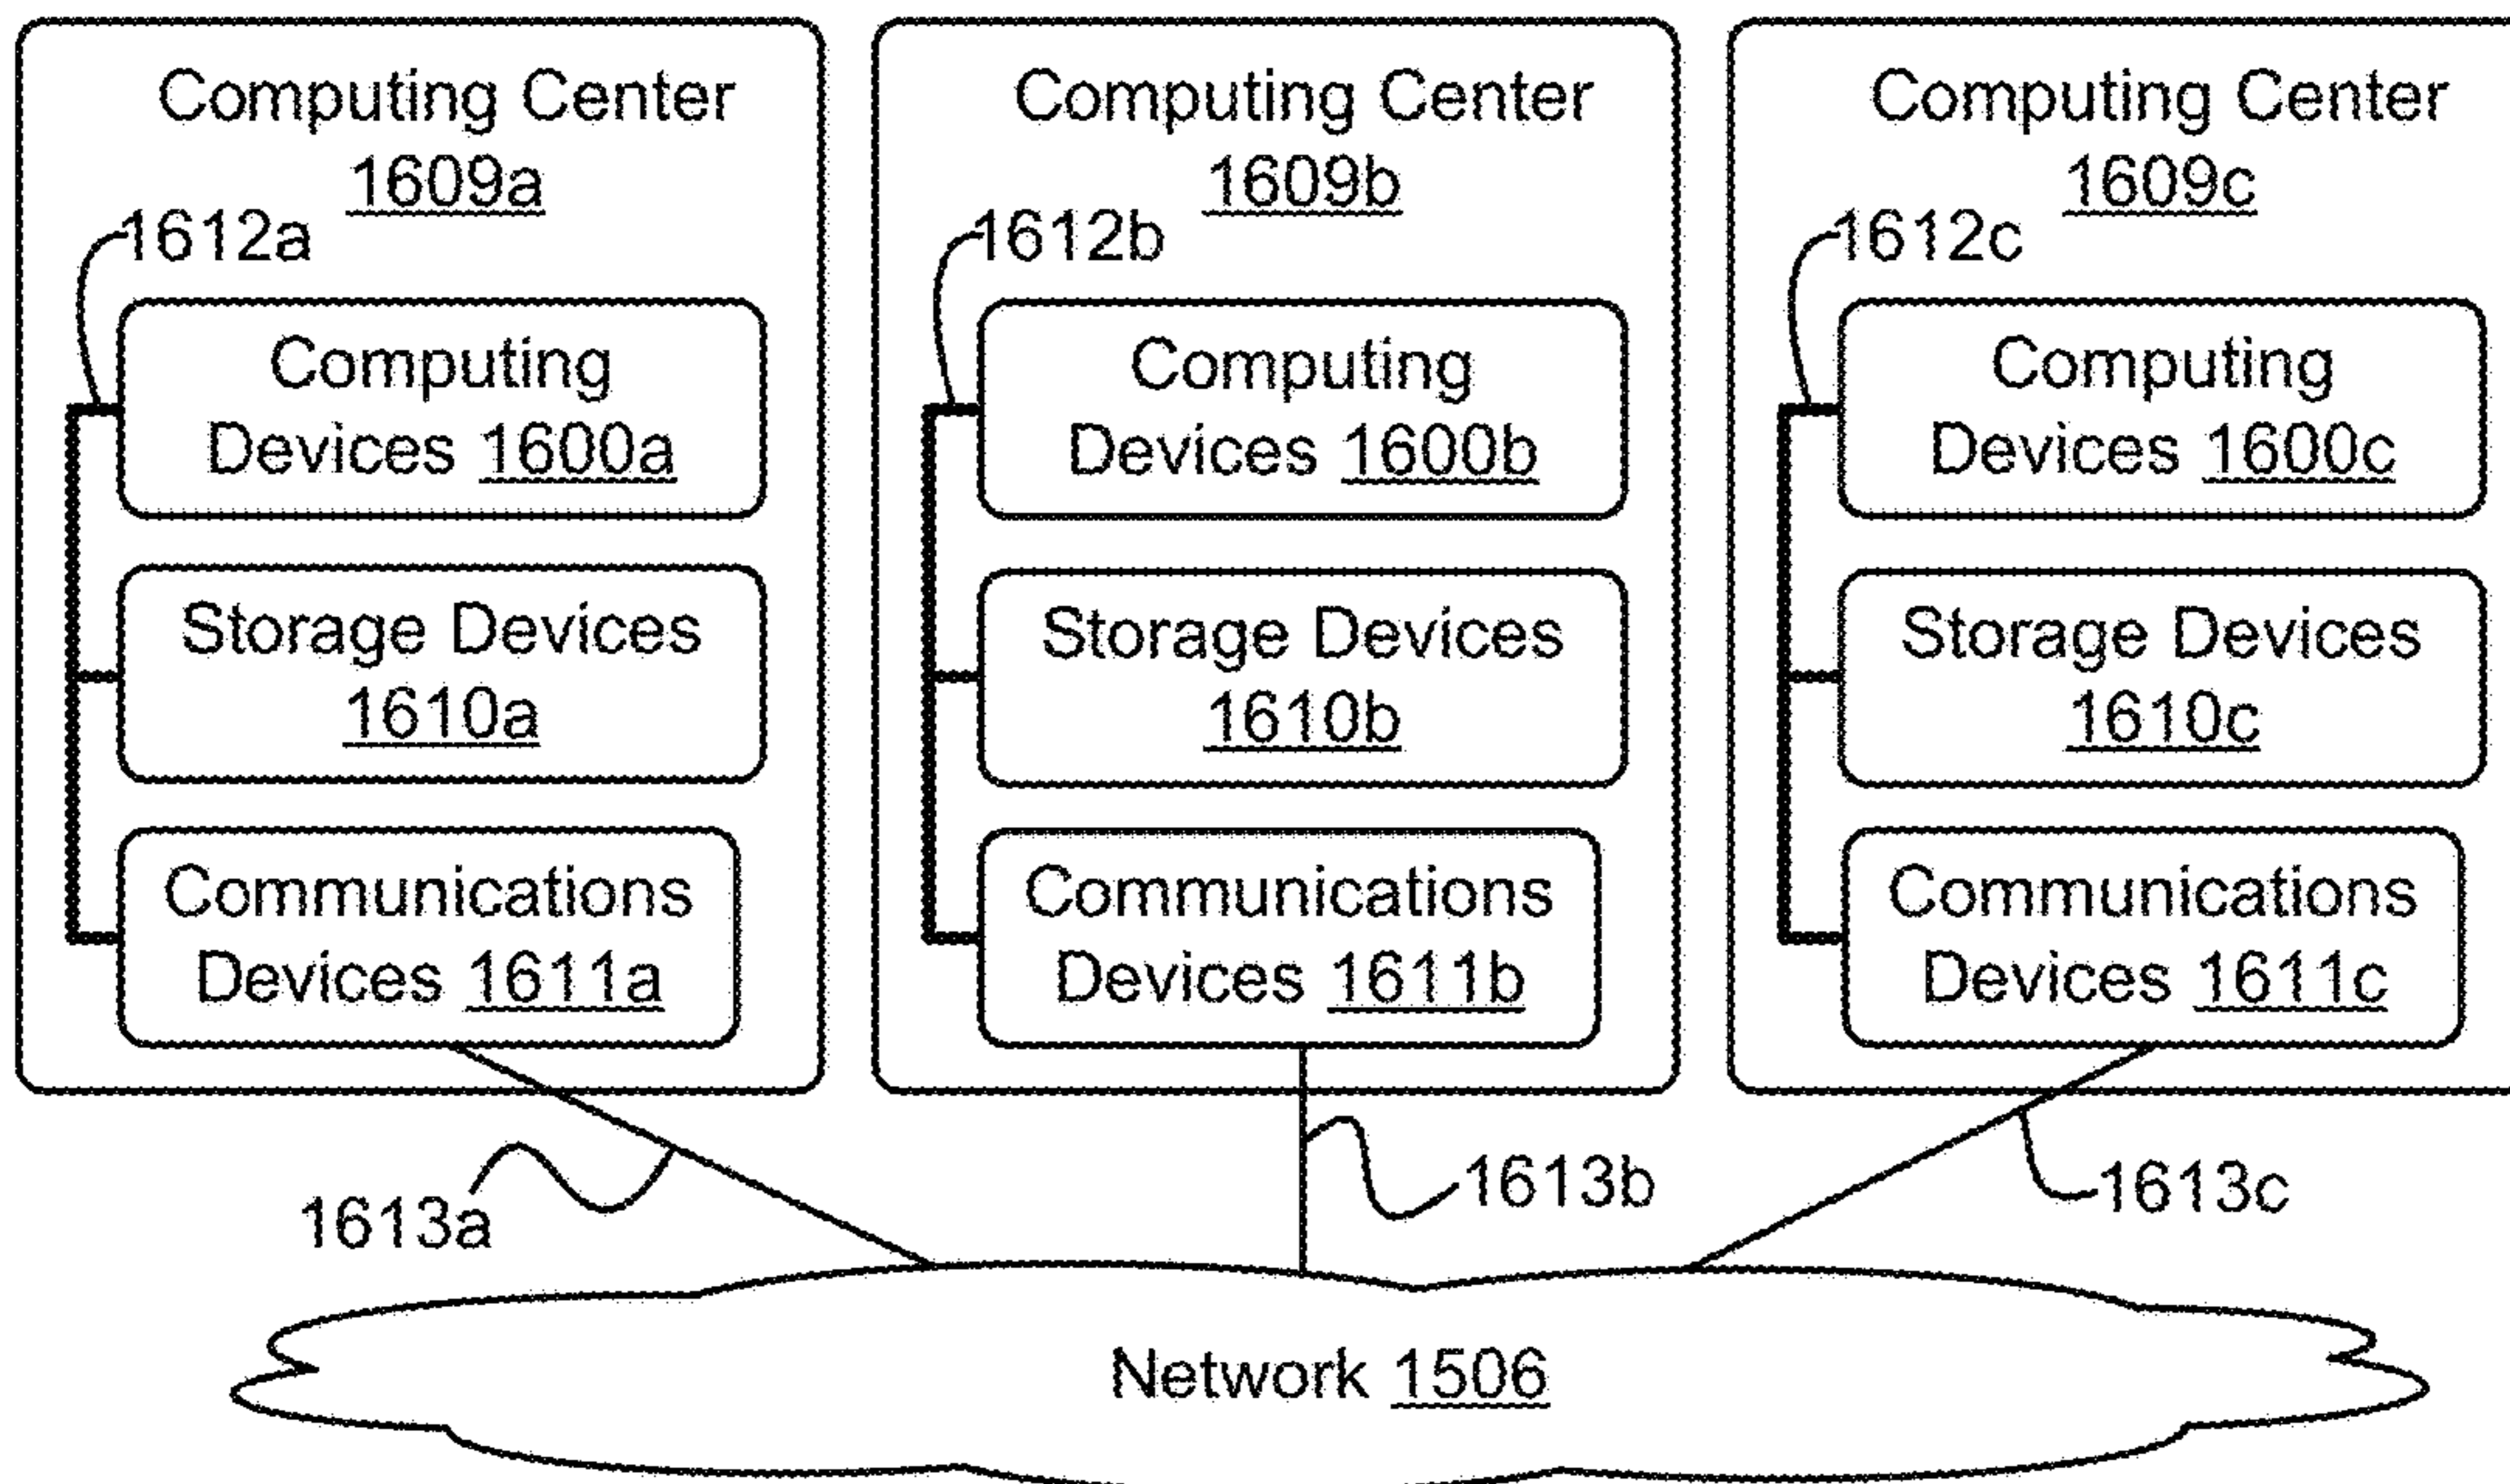 Computing Center
1609a
1612a
Computing
Devices 1600a
Storage Devices
1610a
Communications
Devices 1611a
Computing Center
1609b
1612b
Computing
Devices 1600b
Storage Devices
1610b
Communications
Devices 1611b
Computing Center
1609c
1612c
Computing
Devices 1600c
Storage Devices
1610c
Communications
Devices 1611c
1613a
1613b
1613c
Network 1506